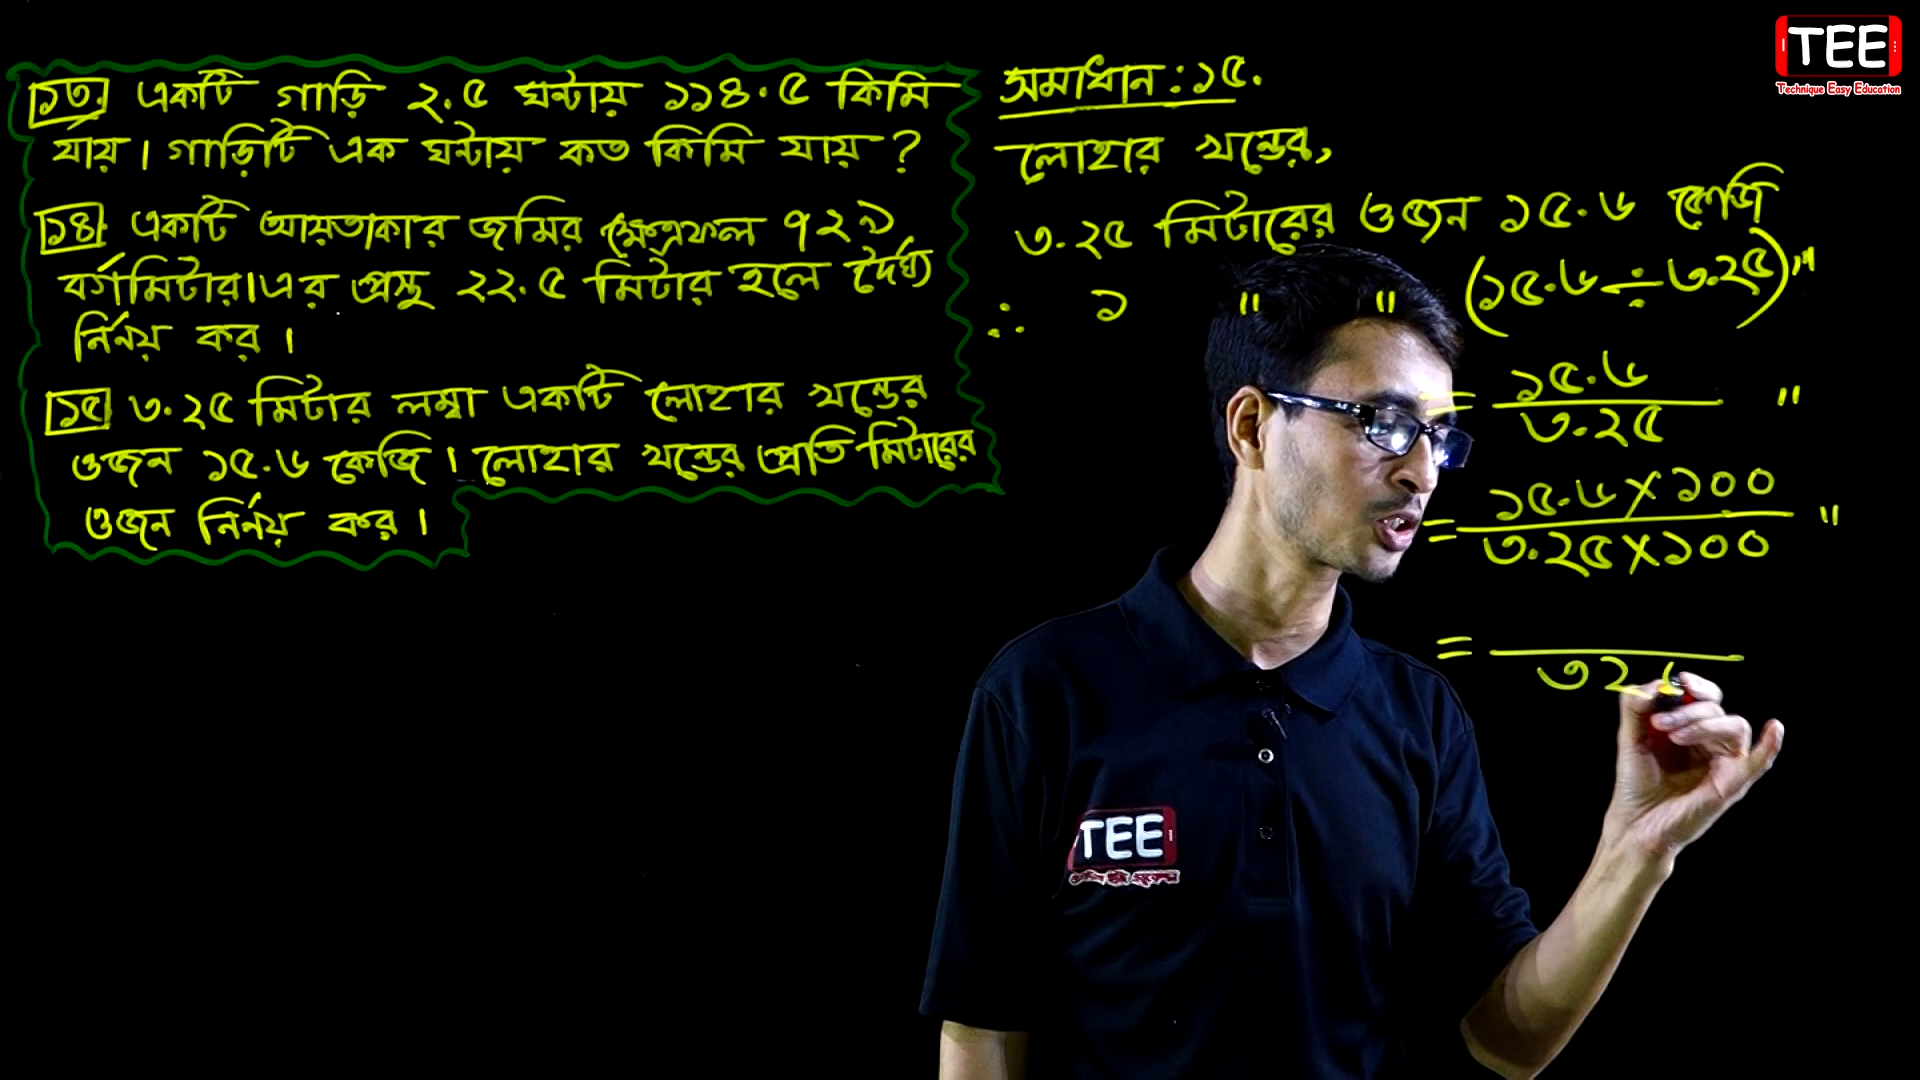 ১৩ একটি গাড়ি ২.৫ ঘন্টায় ১১৪.৫ কিমি
যায়। গাড়িটি এক ঘন্টায় কত কিমি যায়?
১৪ একটি আয়তাকার জমির ক্ষেত্রফল ৭২৯
বর্গমিটার। এর প্রস্থ ২২.৫ মিটার হলে দৈর্ঘ্য
নির্নয় কর।
১৫ ৩.২৫ মিটার লম্বা একটি লোহার খন্ডের
ওজন ১৫.৬ কেজি। লোহার খন্ডের প্রতি মিটারের
ওজন নির্নয় কর।
সমাধান: ১৫.
লোহার খন্ডের,
৩.২৫ মিটারের ওজন ১৫.৬ কেজি
∴ ১ " " (১৫.৬ ÷ ৩.২৫) "
= ১৫.৬ / ৩.২৫ "
= ১৫.৬ × ১০০ / ৩.২৫ × ১০০ "
= ৩২
TEE
Technique Easy Education
TEE